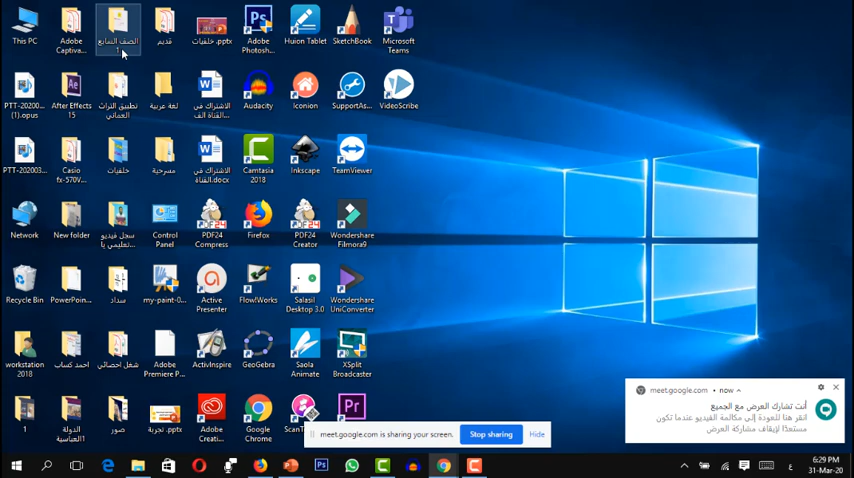 This PC
Adobe
Captiva...
الصف السابع
1
قديم
خلفيات.pptx
Adobe
Photosh...
Huion Tablet
SketchBook
Microsoft
Teams
PTT-20200...
(1).opus
After Effects
15
تطبيق التراث
العماني
لغة عربية
الاشتراك في
القناة الف...
Audacity
Iconion
SupportAs...
VideoScribe
PTT-202003...
Casio
fx-570V...
خلفيات
مسرحية
الاشتراك في
القناة.docx
Camtasia
2018
Inkscape
TeamViewer
Network
New folder
سجل فيديو
تعليمي يا...
Control
Panel
PDF24
Compress
Firefox
PDF24
Creator
Wondershare
Filmora9
Recycle Bin
PowerPoin...
سداد
my-paint-0...
Active
Presenter
Flow!Works
Salasil
Desktop 3.0
Wondershare
UniConverter
workstation
2018
احمد كساب
شغل احصائي
Adobe
Premiere P...
ActivInspire
GeoGebra
Saola
Animate
XSplit
Broadcaster
1
الدولة
العباسية1
صور
تجربة.pptx
Adobe
Creati...
Google
Chrome
ScanT
meet.google.com • now
أنت تشارك العرض مع الجميع
انقر هنا للعودة إلى مكالمة الفيديو عندما تكون
مستعدًا لإيقاف مشاركة العرض
meet.google.com is sharing your screen.
Stop sharing
Hide
ع
6:29 PM
31-Mar-20